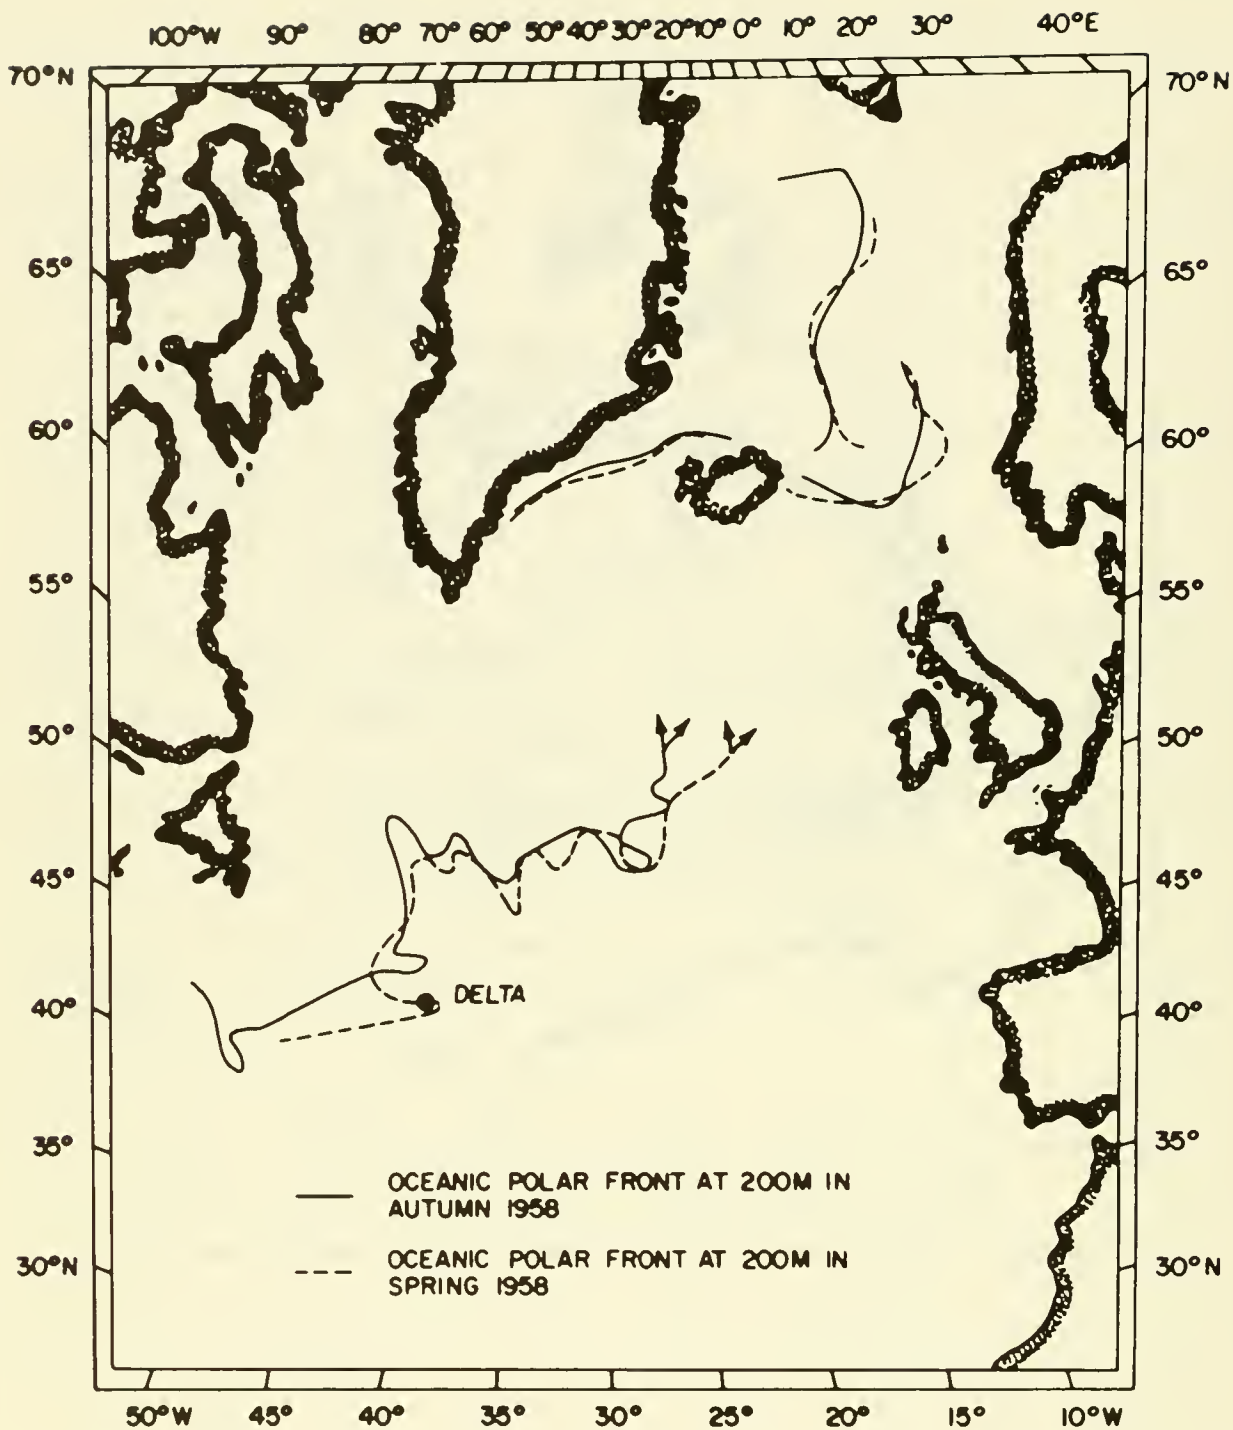 100°W 90° 80° 70° 60° 50° 40° 30° 20° 10° 0° 10° 20° 30° 40°E
70°N 70°N
65° 65°
60° 60°
55° 55°
50° 50°
45° 45°
DELTA
40° 40°
35° 35°
OCEANIC POLAR FRONT AT 200M IN
AUTUMN 1958
OCEANIC POLAR FRONT AT 200M IN
SPRING 1958
30°N 30°N
50°W 45° 40° 35° 30° 25° 20° 15° 10°W